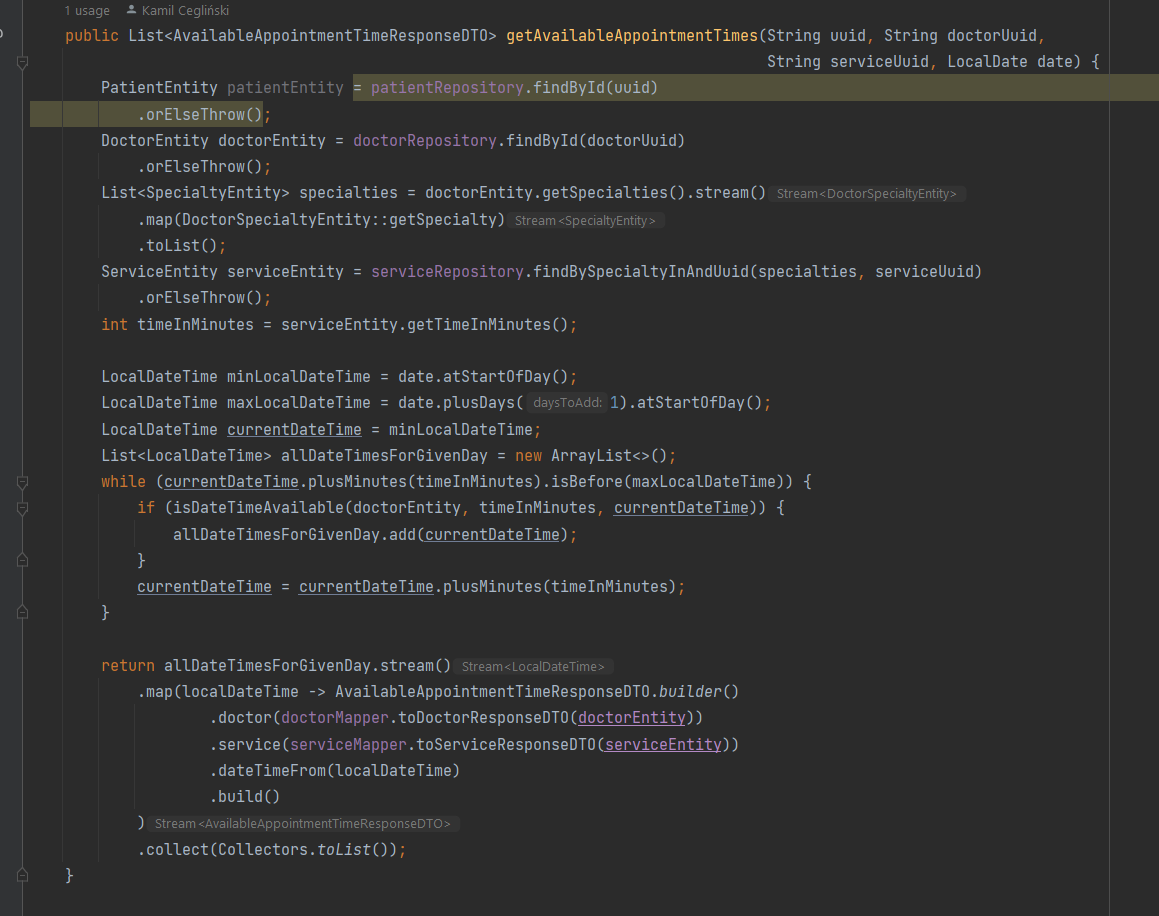 1 usage Kamil Cegliński
public List<AvailableAppointmentTimeResponseDTO> getAvailableAppointmentTimes(String uuid, String doctorUuid,
String serviceUuid, LocalDate date) {
PatientEntity patientEntity = patientRepository.findById(uuid)
.orElseThrow();
DoctorEntity doctorEntity = doctorRepository.findById(doctorUuid)
.orElseThrow();
List<SpecialtyEntity> specialties = doctorEntity.getSpecialties().stream() Stream<DoctorSpecialtyEntity>
.map(DoctorSpecialtyEntity::getSpecialty) Stream<SpecialtyEntity>
.toList();
ServiceEntity serviceEntity = serviceRepository.findBySpecialtyInAndUuid(specialties, serviceUuid)
.orElseThrow();
int timeInMinutes = serviceEntity.getTimeInMinutes();
LocalDateTime minLocalDateTime = date.atStartOfDay();
LocalDateTime maxLocalDateTime = date.plusDays( daysToAdd: 1).atStartOfDay();
LocalDateTime currentDateTime = minLocalDateTime;
List<LocalDateTime> allDateTimesForGivenDay = new ArrayList<>();
while (currentDateTime.plusMinutes(timeInMinutes).isBefore(maxLocalDateTime)) {
if (isDateTimeAvailable(doctorEntity, timeInMinutes, currentDateTime)) {
allDateTimesForGivenDay.add(currentDateTime);
}
currentDateTime = currentDateTime.plusMinutes(timeInMinutes);
}
return allDateTimesForGivenDay.stream() Stream<LocalDateTime>
.map(localDateTime -> AvailableAppointmentTimeResponseDTO.builder()
.doctor(doctorMapper.toDoctorResponseDTO(doctorEntity))
.service(serviceMapper.toServiceResponseDTO(serviceEntity))
.dateTimeFrom(localDateTime)
.build()
) Stream<AvailableAppointmentTimeResponseDTO>
.collect(Collectors.toList());
}